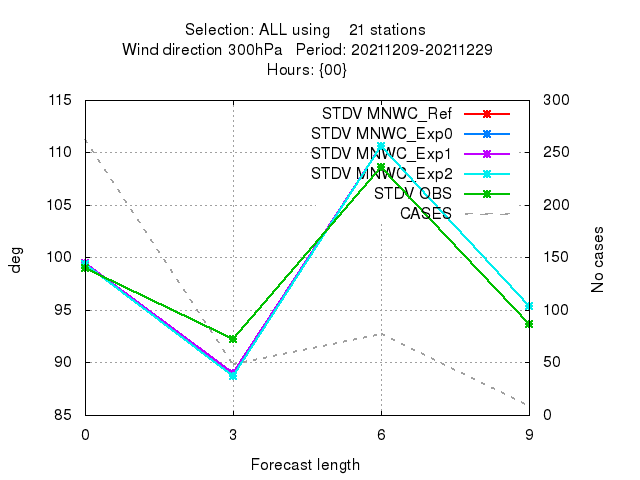 Selection: ALL using    21 stations
Wind direction 300hPa   Period: 20211209-20211229
Hours: {00}
115 300
STDV MNWC_Ref
STDV MNWC_Exp0
110 250
STDV MNWC_Exp1
STDV MNWC_Exp2
STDV OBS
105 200
CASES
100 150
deg
No cases
95 100
90 50
85 0
0 3 6 9
Forecast length